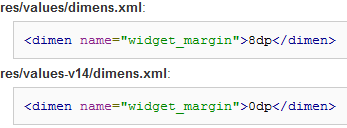 res/values/dimens.xml:
<dimen name="widget_margin">8dp</dimen>
res/values-v14/dimens.xml:
<dimen name="widget_margin">0dp</dimen>